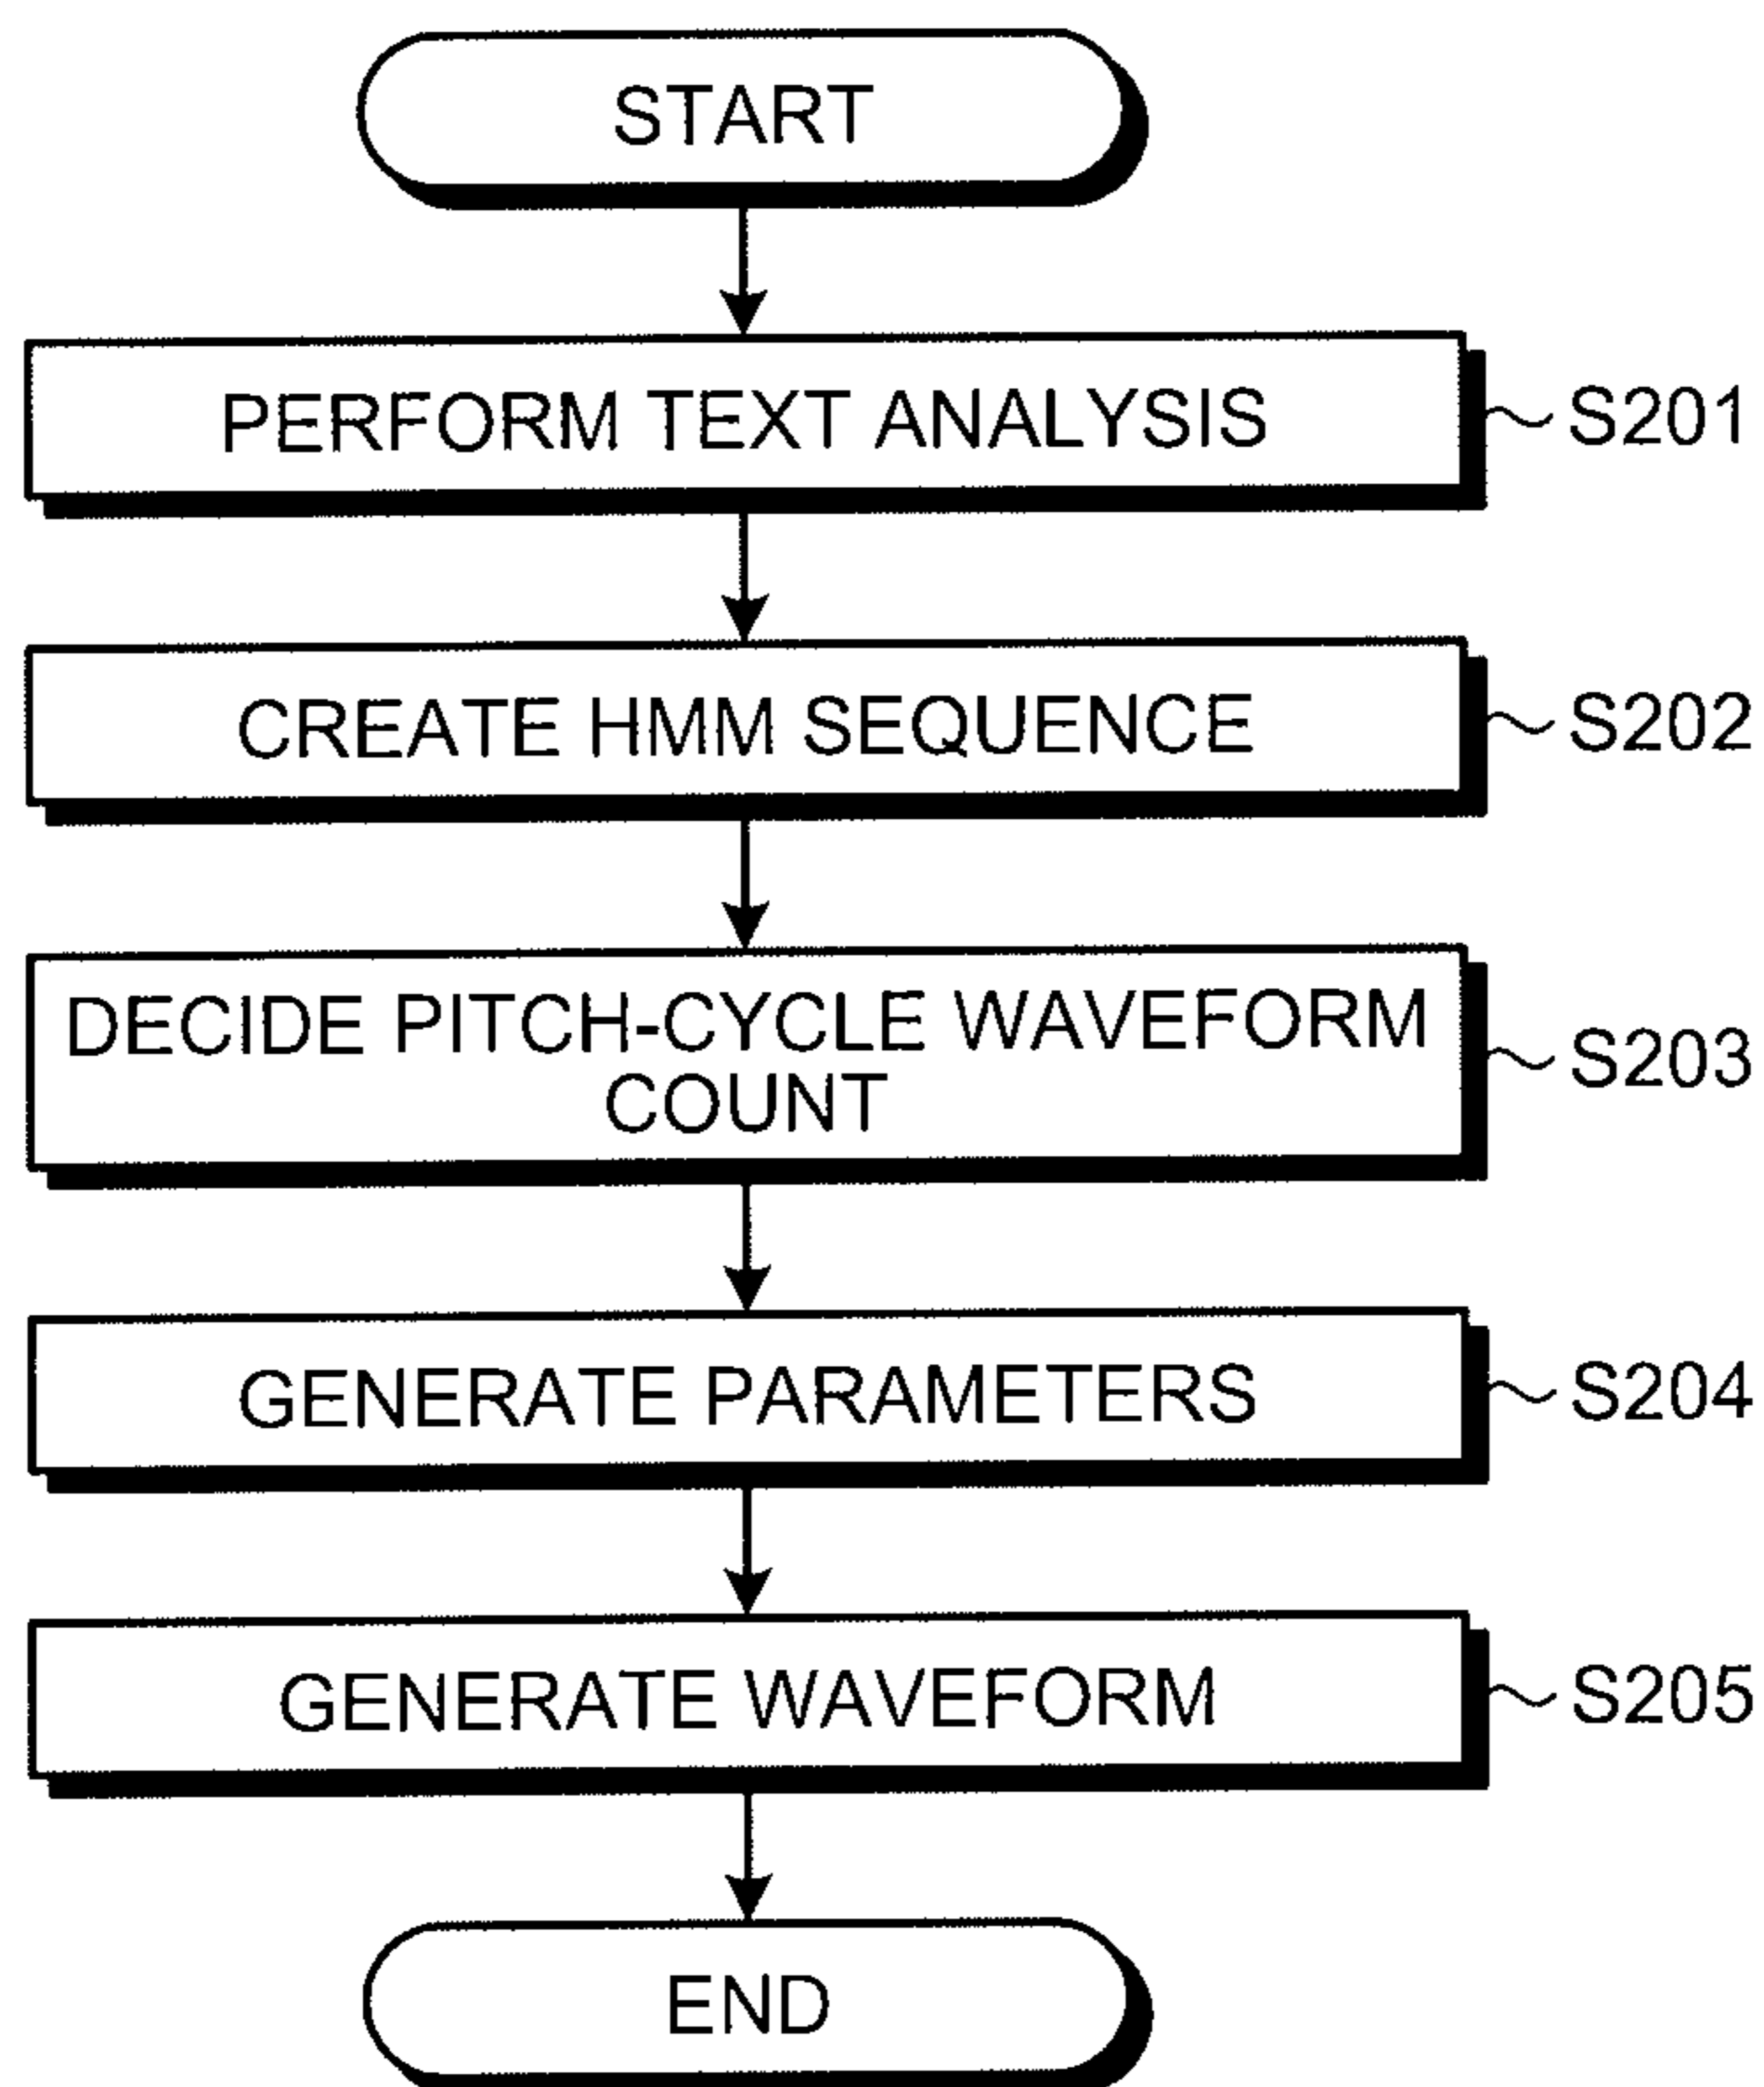 START
PERFORM TEXT ANALYSIS
S201
CREATE HMM SEQUENCE
S202
DECIDE PITCH-CYCLE WAVEFORM
COUNT
S203
GENERATE PARAMETERS
S204
GENERATE WAVEFORM
S205
END